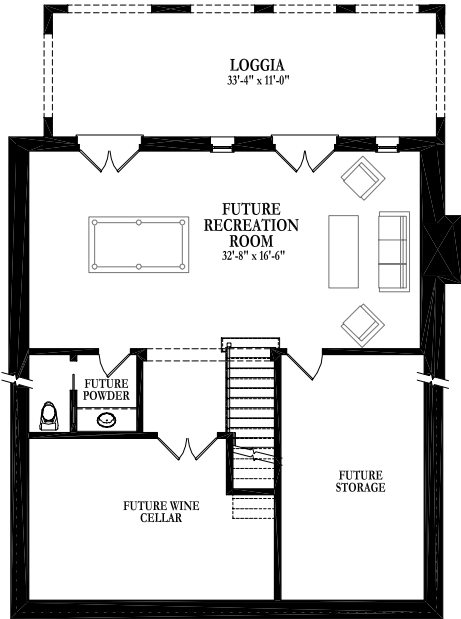 LOGGIA
33'-4" x 11'-0"
FUTURE
RECREATION
ROOM
32'-8" x 16'-6"
FUTURE
POWDER
FUTURE
STORAGE
FUTURE WINE
CELLAR